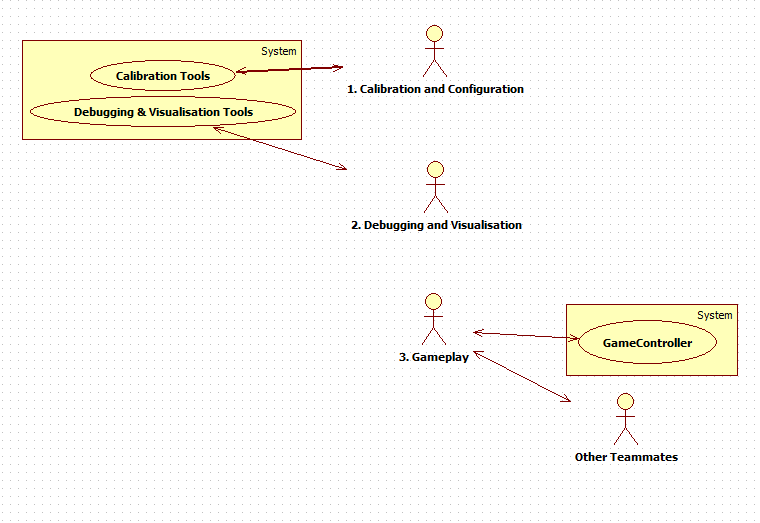 System
Calibration Tools
1. Calibration and Configuration
Debugging & Visualisation Tools
2. Debugging and Visualisation
System
GameController
3. Gameplay
Other Teammates